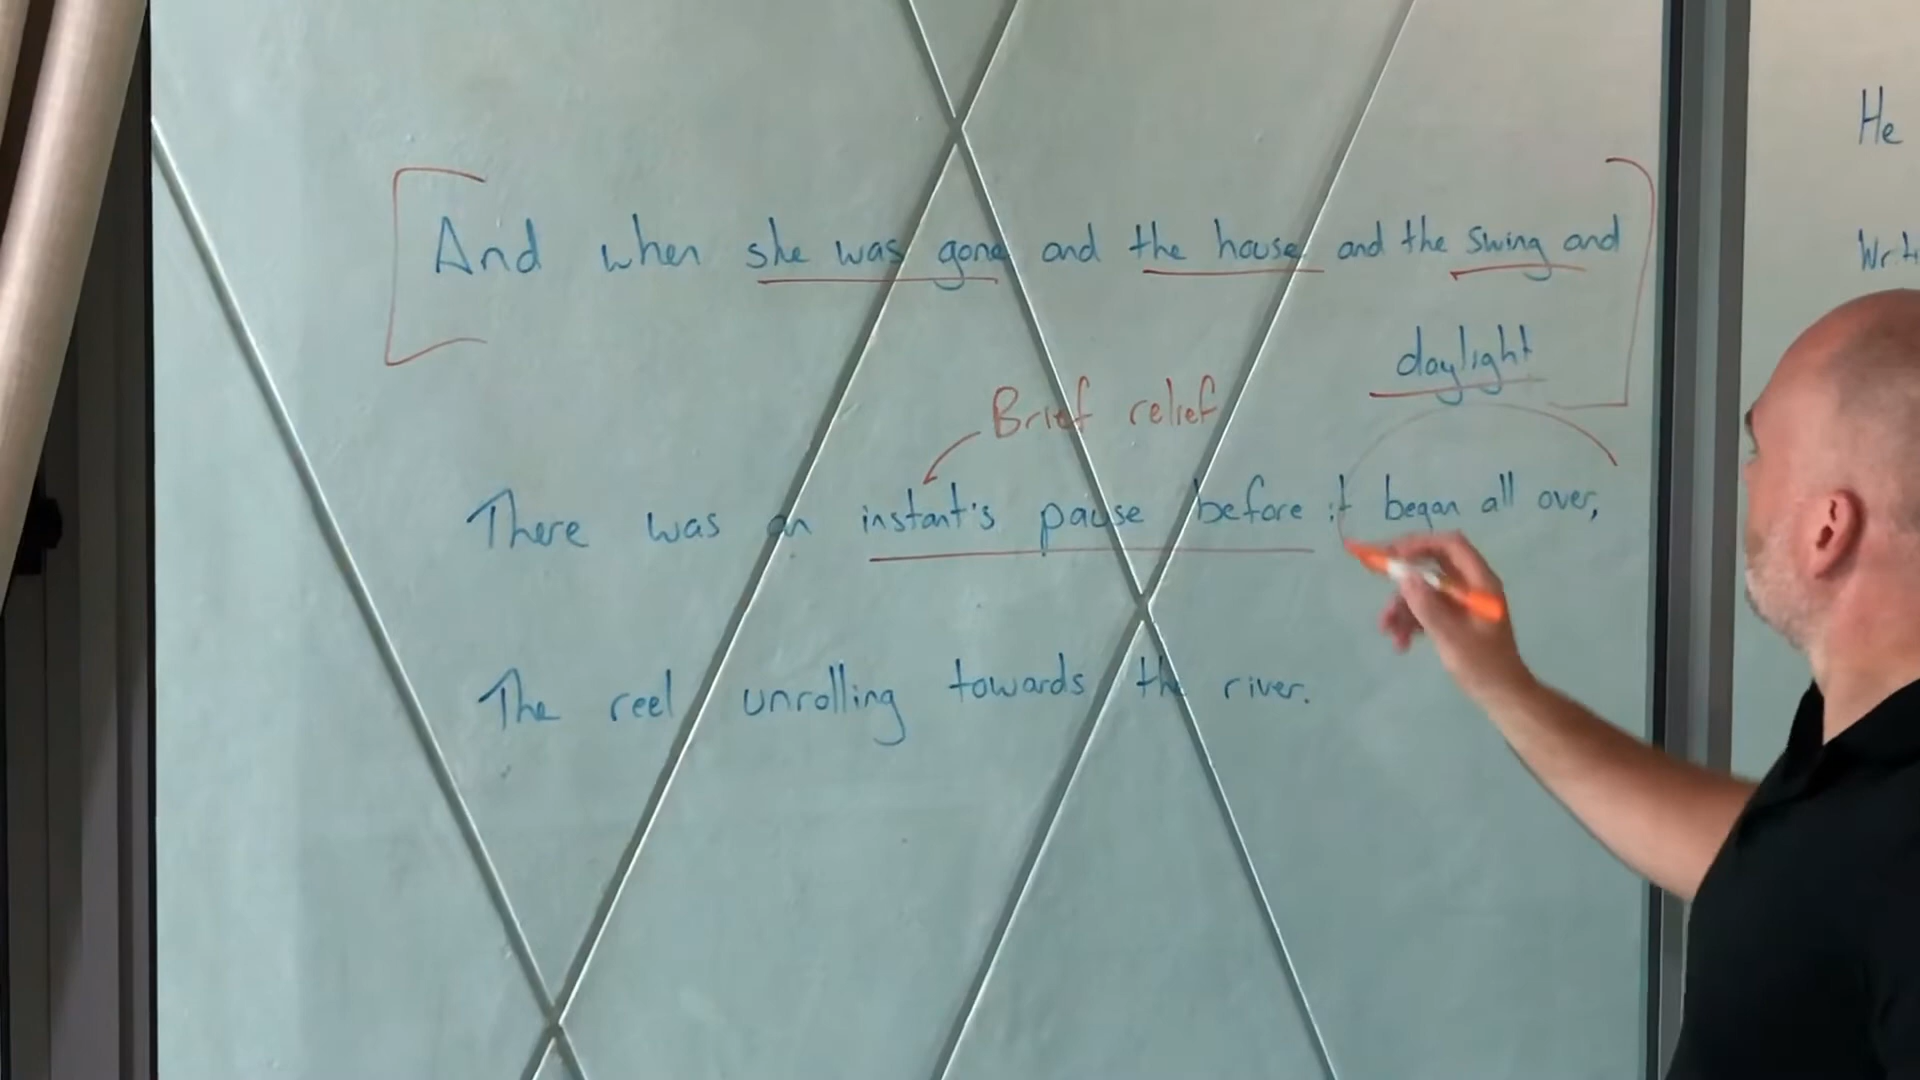 And when she was gone and the house and the swing and
daylight
Brief relief
There was an instant's pause before it began all over,
The reel unrolling towards the river.
He